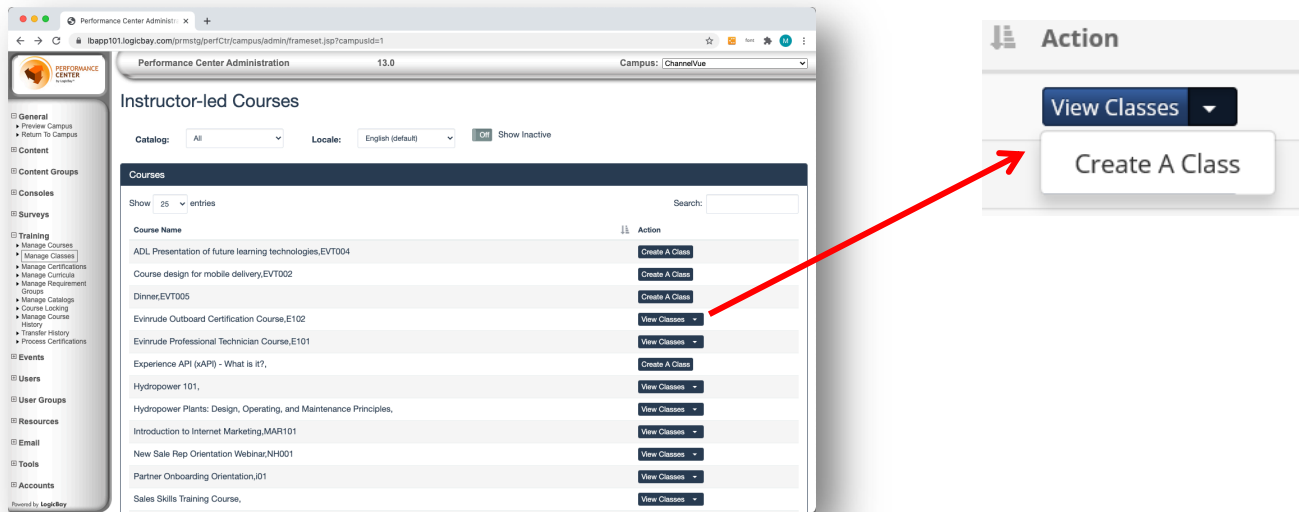 Performance Center Administra
lbapp101.logicbay.com/prmstg/perfCtr/campus/admin/frameset.jsp?campusId=1
M
PERFORMANCE
CENTER
by LogicBay
Performance Center Administration 13.0 Campus: ChannelVue
General
Preview Campus
Return To Campus
Content
Content Groups
Consoles
Surveys
Training
Manage Courses
Manage Classes
Manage Certifications
Manage Curricula
Manage Requirement
Groups
Manage Catalogs
Course Locking
Manage Course
History
Transfer History
Process Certifications
Events
Users
User Groups
Resources
Email
Tools
Accounts
Powered by LogicBay
Instructor-led Courses
Catalog: All Locale: English (default) Off Show Inactive
Courses
Show 25 entries Search:
Course Name Action
ADL Presentation of future learning technologies,EVT004 Create A Class
Course design for mobile delivery,EVT002 Create A Class
Dinner,EVT005 Create A Class
Evinrude Outboard Certification Course,E102 View Classes
Evinrude Professional Technician Course,E101 View Classes
Experience API (xAPI) - What is it?, Create A Class
Hydropower 101, View Classes
Hydropower Plants: Design, Operating, and Maintenance Principles, View Classes
Introduction to Internet Marketing,MAR101 View Classes
New Sale Rep Orientation Webinar,NH001 View Classes
Partner Onboarding Orientation,i01 View Classes
Sales Skills Training Course, View Classes
Action
View Classes
Create A Class